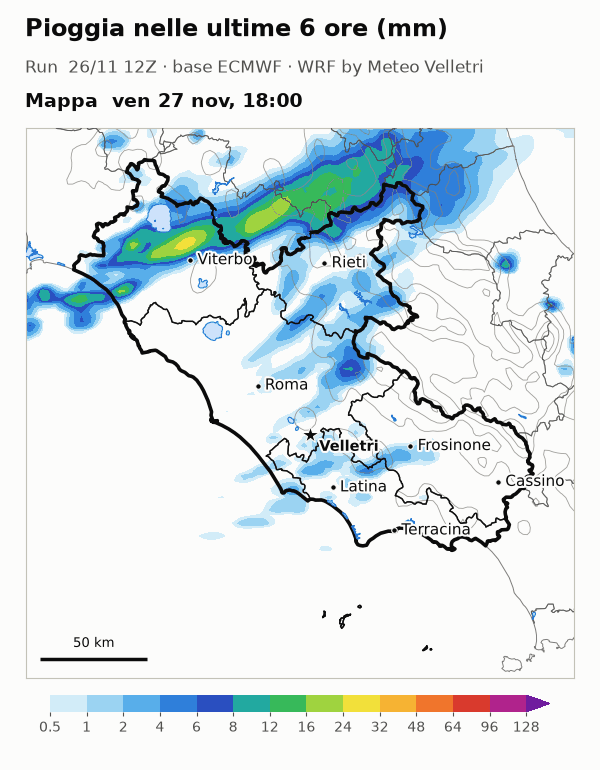 Pioggia nelle ultime 6 ore (mm)
Run  26/11 12Z · base ECMWF · WRF by Meteo Velletri
Mappa  ven 27 nov, 18:00
Viterbo
Rieti
Roma
Velletri
Frosinone
Cassino
Latina
Terracina
50 km
0.5 1 2 4 6 8 12 16 24 32 48 64 96 128